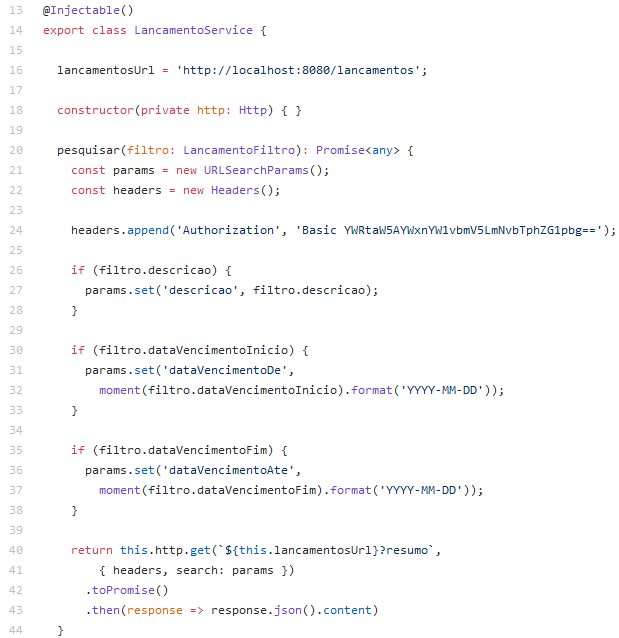 13 @Injectable()
14 export class LancamentoService {
15
16   lancamentosUrl = 'http://localhost:8080/lancamentos';
17
18   constructor(private http: Http) { }
19
20   pesquisar(filtro: LancamentoFiltro): Promise<any> {
21     const params = new URLSearchParams();
22     const headers = new Headers();
23
24     headers.append('Authorization', 'Basic YWRtaW5AYWxnYW1vbmV5LmNvbTphZG1pbg==');
25
26     if (filtro.descricao) {
27       params.set('descricao', filtro.descricao);
28     }
29
30     if (filtro.dataVencimentoInicio) {
31       params.set('dataVencimentoDe',
32         moment(filtro.dataVencimentoInicio).format('YYYY-MM-DD'));
33     }
34
35     if (filtro.dataVencimentoFim) {
36       params.set('dataVencimentoAte',
37         moment(filtro.dataVencimentoFim).format('YYYY-MM-DD'));
38     }
39
40     return this.http.get(`${this.lancamentosUrl}?resumo`,
41         { headers, search: params })
42       .toPromise()
43       .then(response => response.json().content)
44   }